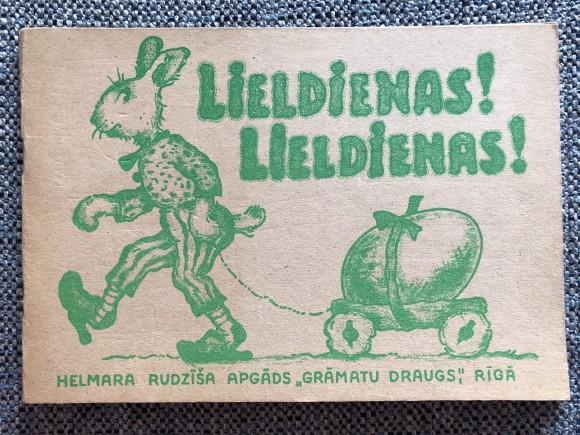 LIELDIENAS!
LIELDIENAS!
HELMARA RUDZĪŠA APGĀDS „GRĀMATU DRAUGS”, RĪGĀ